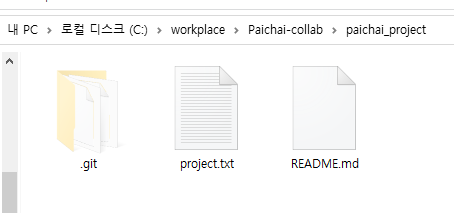 내 PC > 로컬 디스크 (C:) > workplace > Paichai-collab > paichai_project
.git project.txt README.md